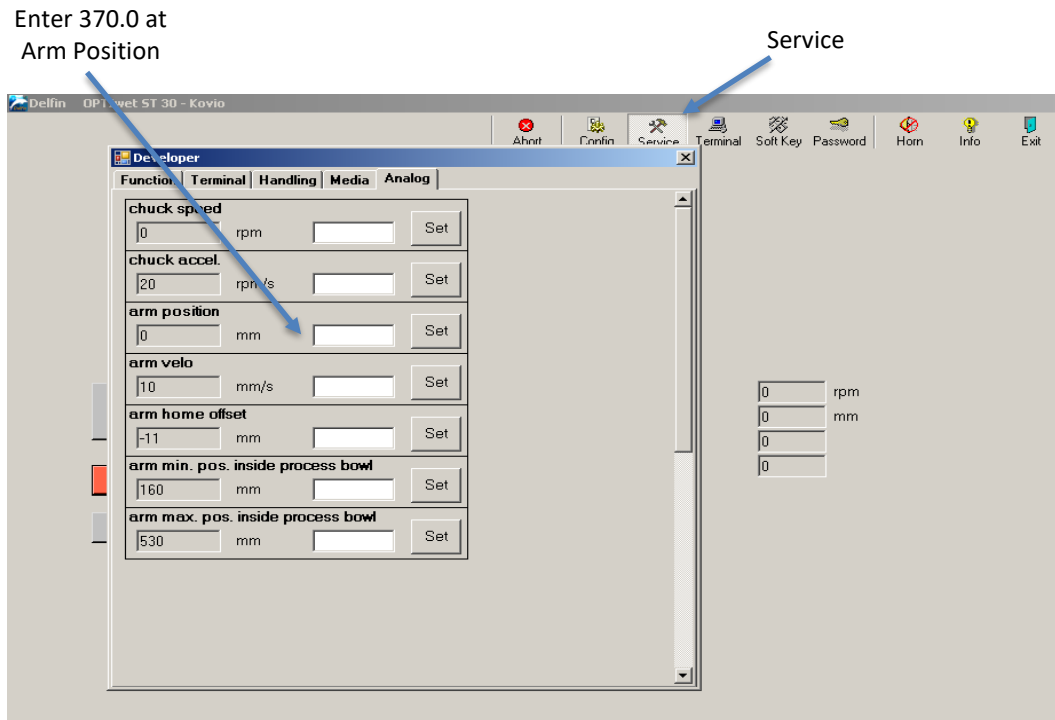 Enter 370.0 at
Arm Position
Service
Delfin OPTiwet ST 30 - Kovio
Abort Config Service Terminal Soft Key Password Horn Info Exit
Developer
Function Terminal Handling Media Analog
chuck speed
0 rpm Set
chuck accel.
20 rpm/s Set
arm position
0 mm Set
arm velo
10 mm/s Set
arm home offset
-11 mm Set
arm min. pos. inside process bowl
160 mm Set
arm max. pos. inside process bowl
530 mm Set
0 rpm
0 mm
0
0